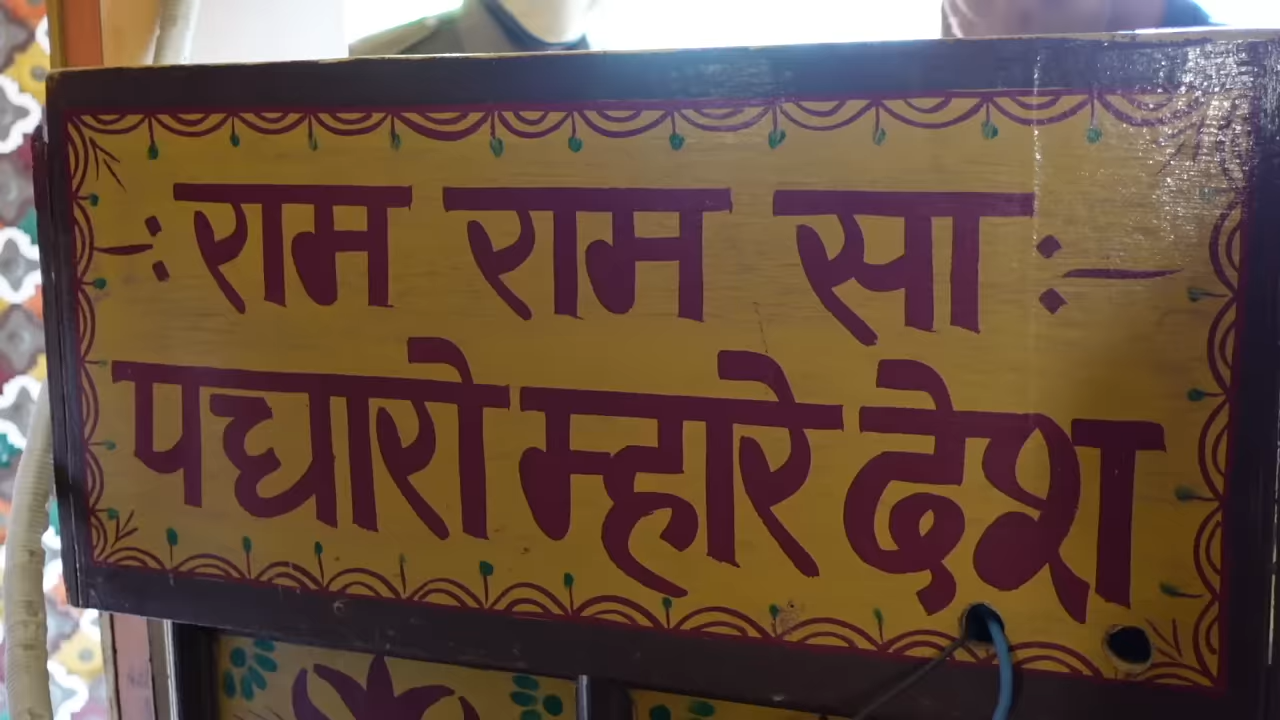 -: राम राम सा :-
पधारो म्हारे देश